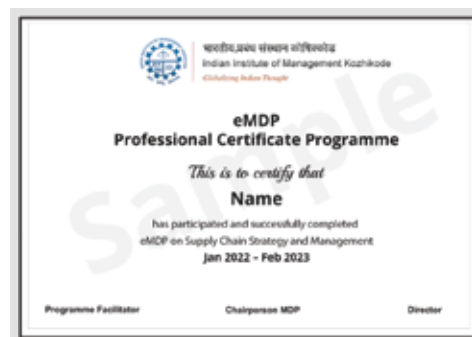 भारतीय प्रबंध संस्थान कोषिक्कोड
Indian Institute of Management Kozhikode
Globalizing Indian Thought
eMDP
Professional Certificate Programme
This is to certify that
Name
has participated and successfully completed
eMDP on Supply Chain Strategy and Management
Jan 2022 – Feb 2023
Sample
Programme Facilitator
Chairperson MDP
Director